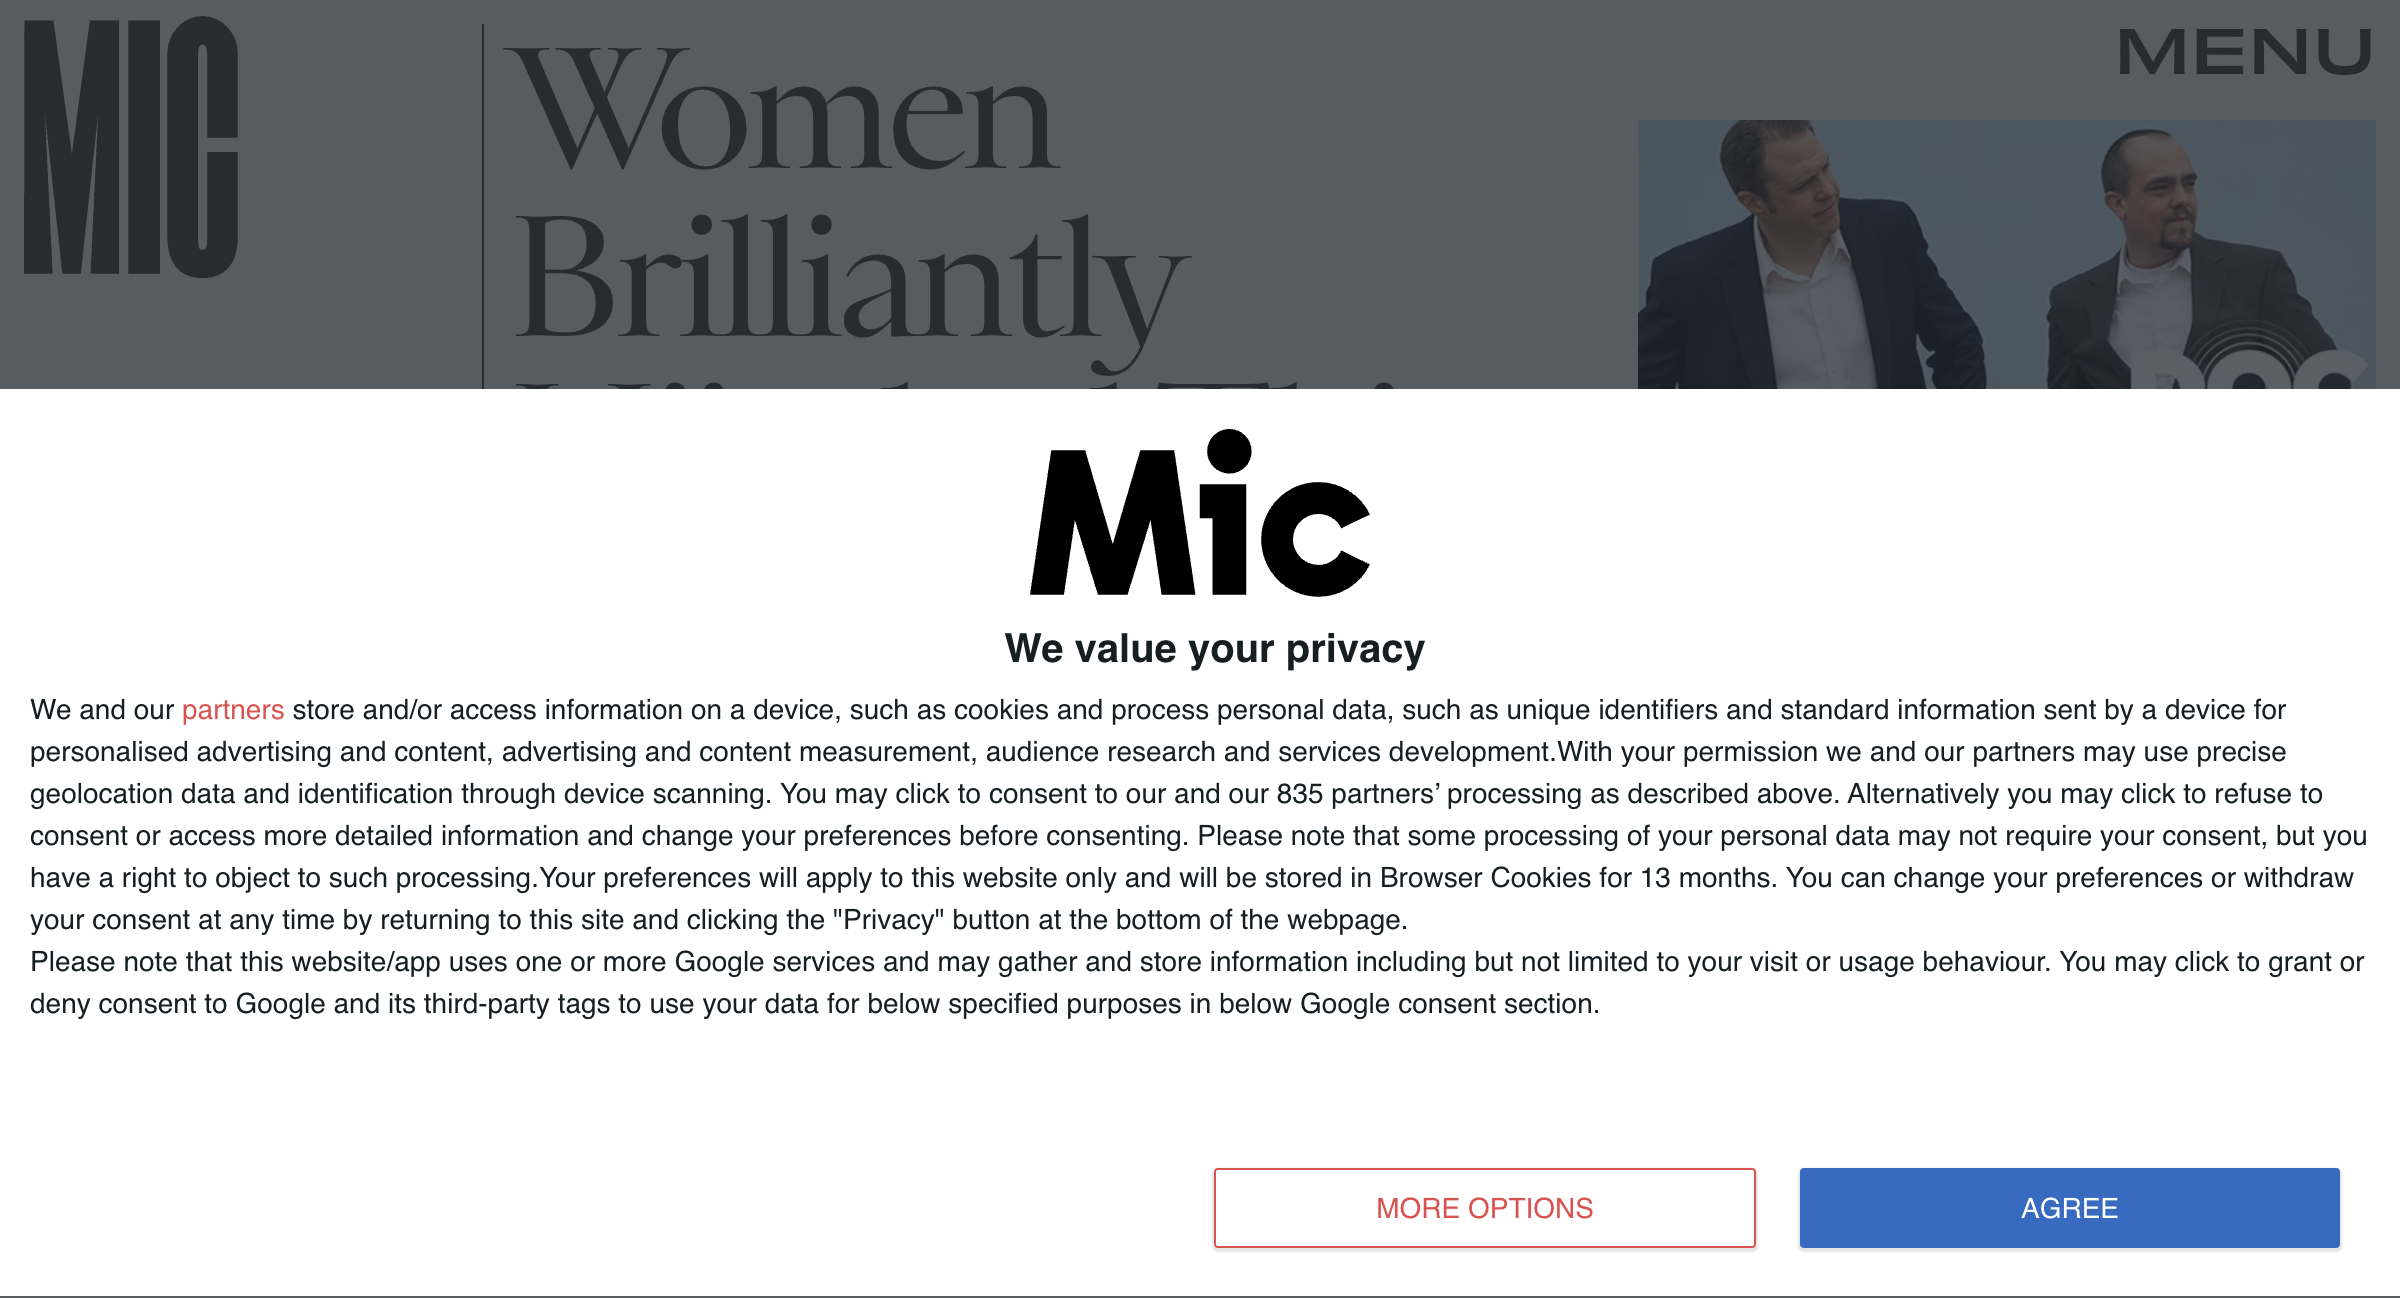 MIC
MENU
Women
Brilliantly
Mic
We value your privacy
We and our partners store and/or access information on a device, such as cookies and process personal data, such as unique identifiers and standard information sent by a device for
personalised advertising and content, advertising and content measurement, audience research and services development.With your permission we and our partners may use precise
geolocation data and identification through device scanning. You may click to consent to our and our 835 partners’ processing as described above. Alternatively you may click to refuse to
consent or access more detailed information and change your preferences before consenting. Please note that some processing of your personal data may not require your consent, but you
have a right to object to such processing.Your preferences will apply to this website only and will be stored in Browser Cookies for 13 months. You can change your preferences or withdraw
your consent at any time by returning to this site and clicking the "Privacy" button at the bottom of the webpage.
Please note that this website/app uses one or more Google services and may gather and store information including but not limited to your visit or usage behaviour. You may click to grant or
deny consent to Google and its third-party tags to use your data for below specified purposes in below Google consent section.
MORE OPTIONS
AGREE